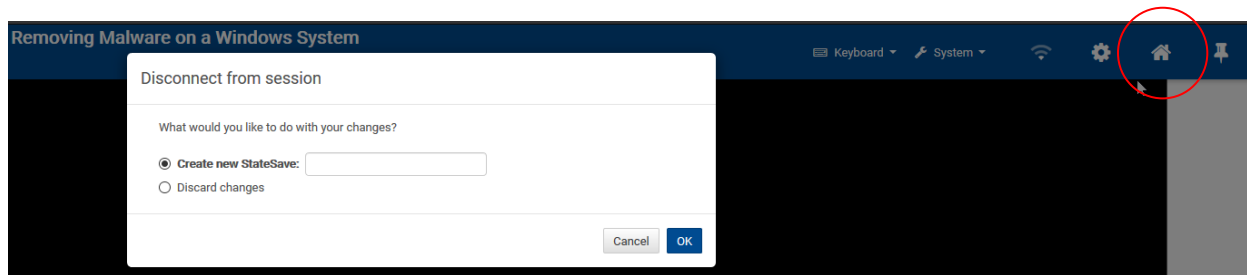 Removing Malware on a Windows System
Keyboard System
Disconnect from session
What would you like to do with your changes?
Create new StateSave:
Discard changes
Cancel OK